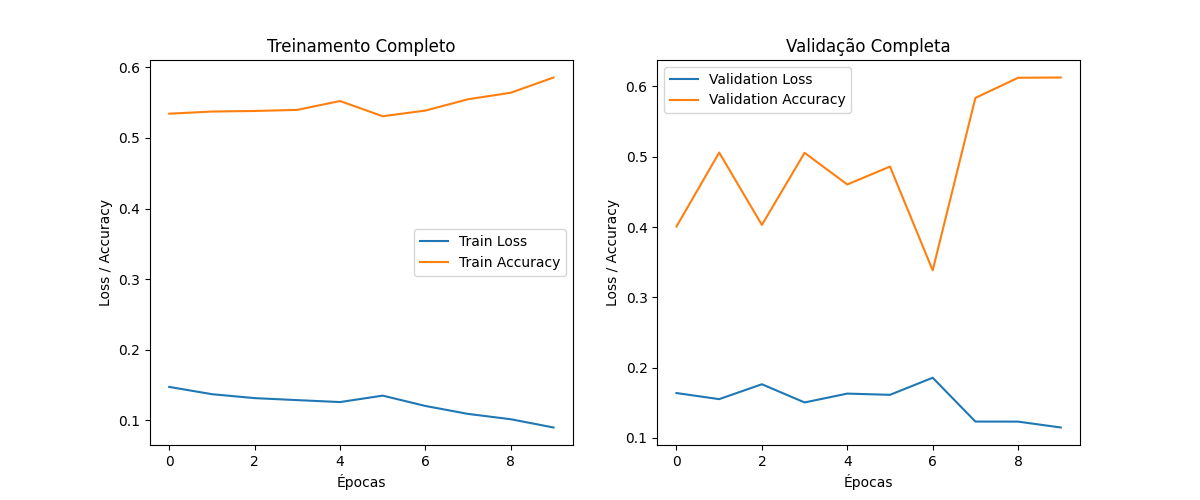 Treinamento Completo
0.6
0.5
0.4
0.3
0.2
0.1
Loss / Accuracy
Train Loss
Train Accuracy
0 2 4 6 8
Épocas
Validação Completa
Validation Loss
Validation Accuracy
0.6
0.5
0.4
0.3
0.2
0.1
Loss / Accuracy
0 2 4 6 8
Épocas